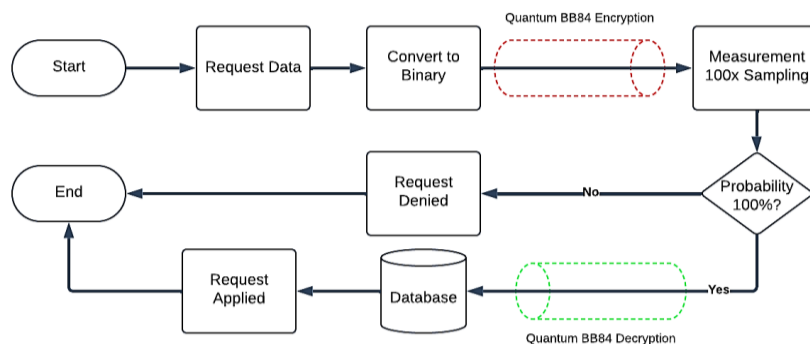 Quantum BB84 Encryption
Start
Request Data
Convert to
Binary
Measurement
100x Sampling
End
Request
Denied
No
Probability
100%?
Request
Applied
Database
Yes
Quantum BB84 Decryption